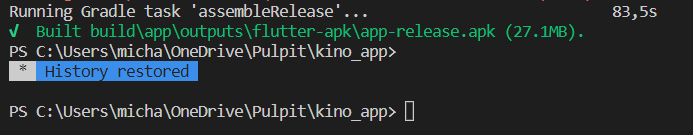 Running Gradle task 'assembleRelease'... 83,5s
√ Built build\app\outputs\flutter-apk\app-release.apk (27.1MB).
PS C:\Users\micha\OneDrive\Pulpit\kino_app>
* History restored
PS C:\Users\micha\OneDrive\Pulpit\kino_app>